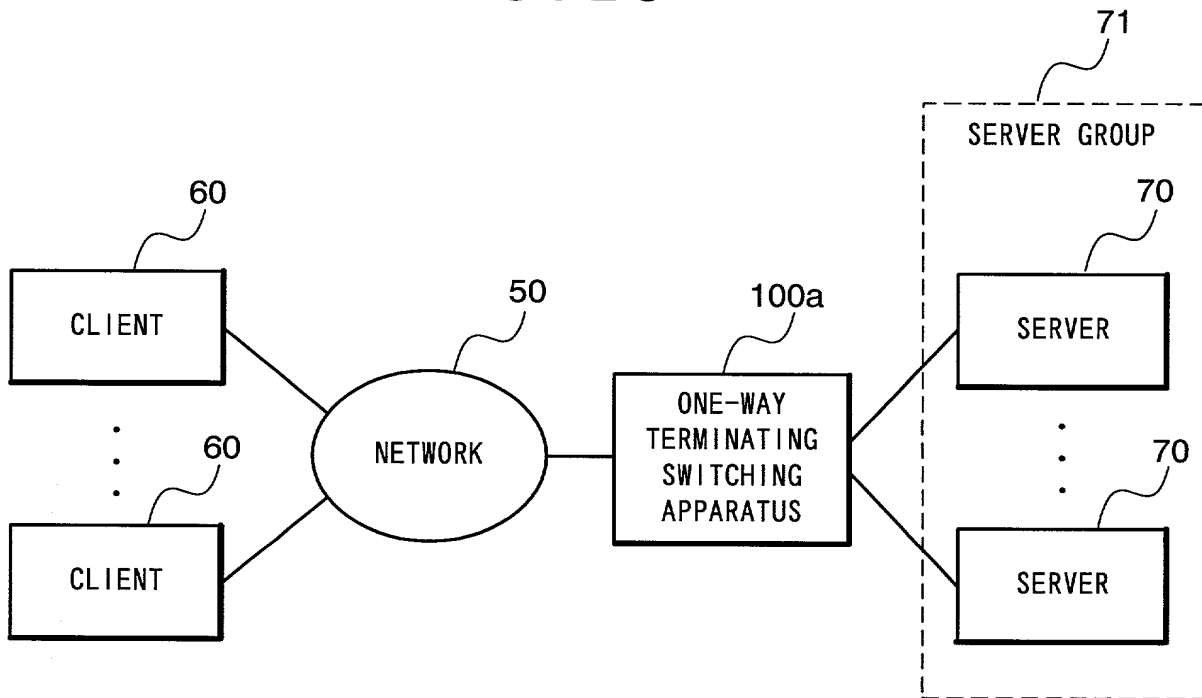 71
SERVER GROUP
60
70
CLIENT
50
100a
SERVER
ONE-WAY
TERMINATING
SWITCHING
APPARATUS
NETWORK
60
70
CLIENT
SERVER